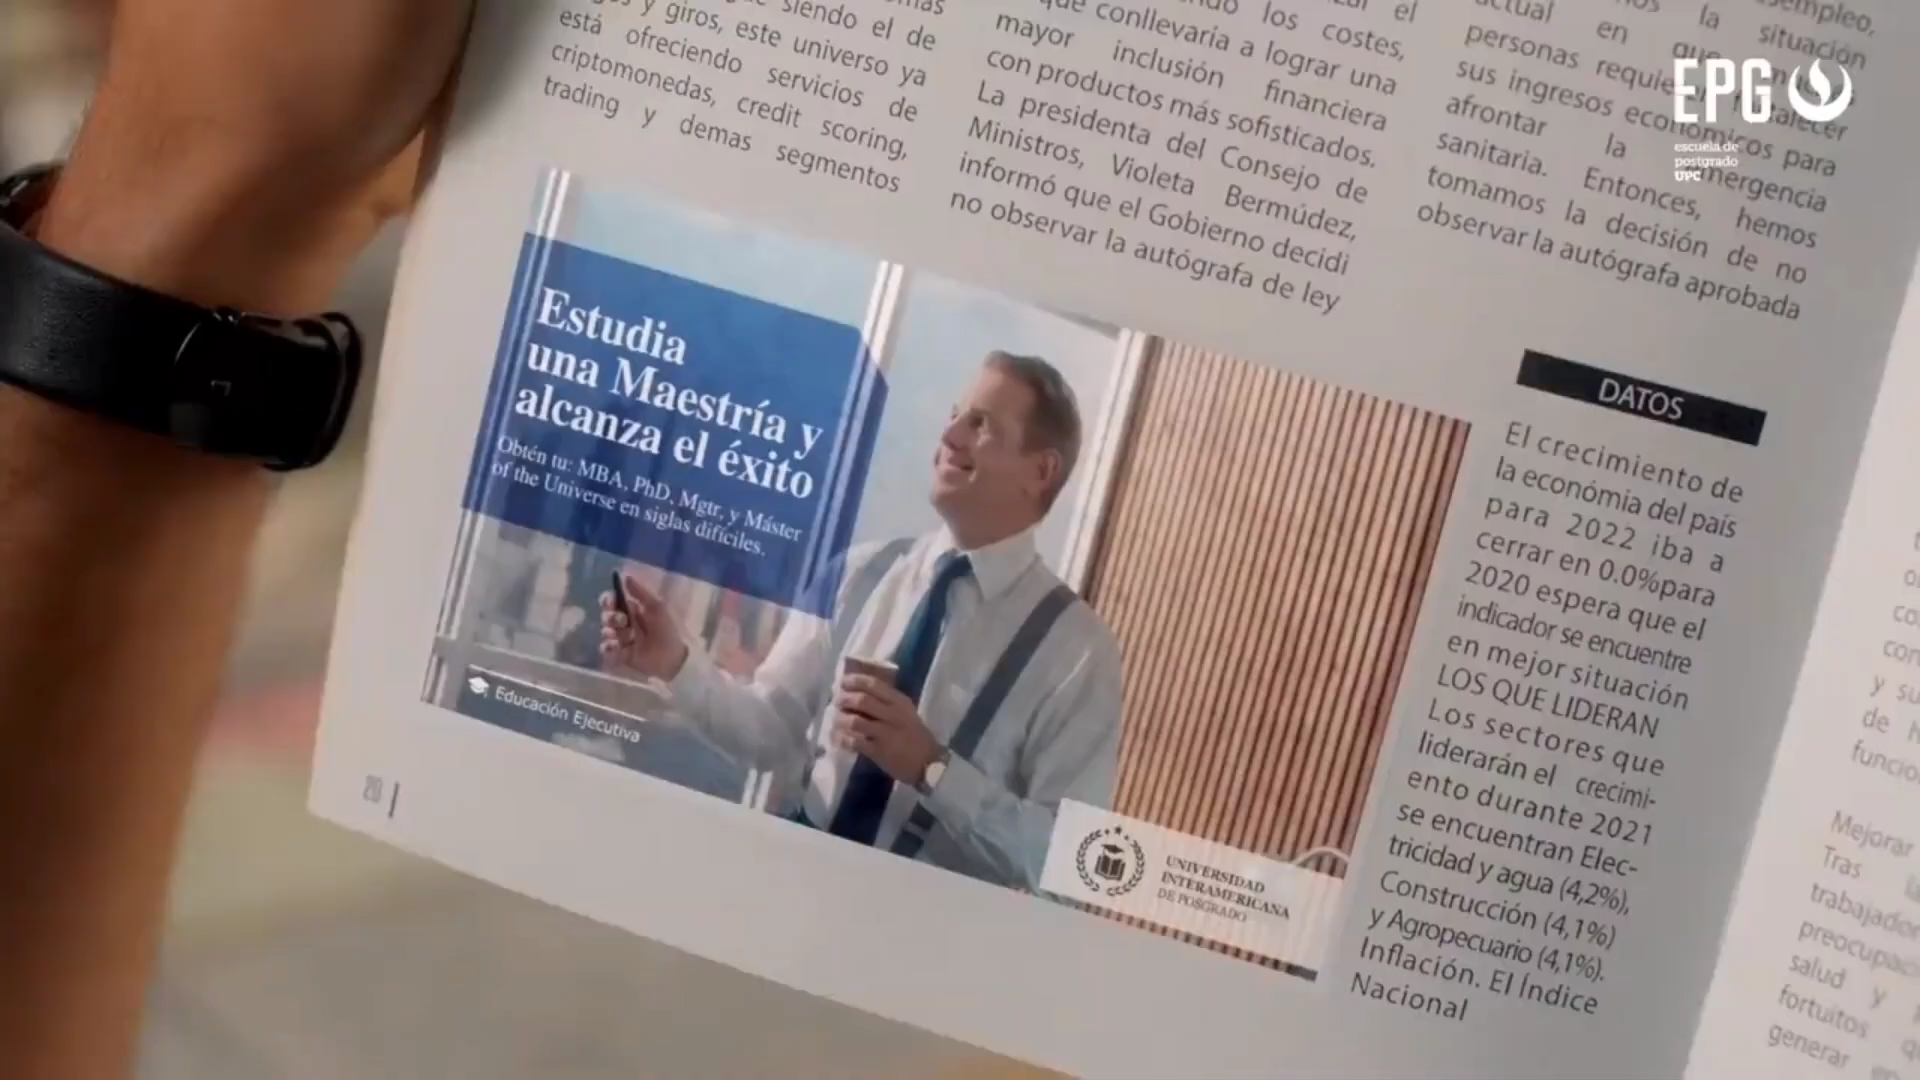 siendo el de
y giros, este universo ya
está ofreciendo servicios de
criptomonedas, credit scoring,
trading y demas segmentos
los costes,
que conllevaría a lograr una
mayor inclusión financiera
con productos más sofisticados.
La presidenta del Consejo de
Ministros, Violeta Bermúdez,
informó que el Gobierno decidi
no observar la autógrafa de ley
la situación
actual en que
personas
sus ingresos económicos para
afrontar la emergencia
sanitaria. Entonces, hemos
tomamos la decisión de no
observar la autógrafa aprobada
EPG
escuela de
postgrado
UPC
Estudia
una Maestría y
alcanza el éxito
Obtén tu: MBA, PhD, Mgtr, y Máster
of the Universe en siglas difíciles.
Educación Ejecutiva
UNIVERSIDAD
INTERAMERICANA
DE POSGRADO
20
DATOS
El crecimiento de
la económia del país
para 2022 iba a
cerrar en 0.0%para
2020 espera que el
indicador se encuentre
en mejor situación
LOS QUE LIDERAN
Los sectores que
liderarán el crecimi-
ento durante 2021
se encuentran Elec-
tricidad y agua (4,2%),
Construcción (4,1%)
y Agropecuario (4,1%).
Inflación. El Índice
Nacional
Mejorar
Tras
salud y
fortuitos
generar